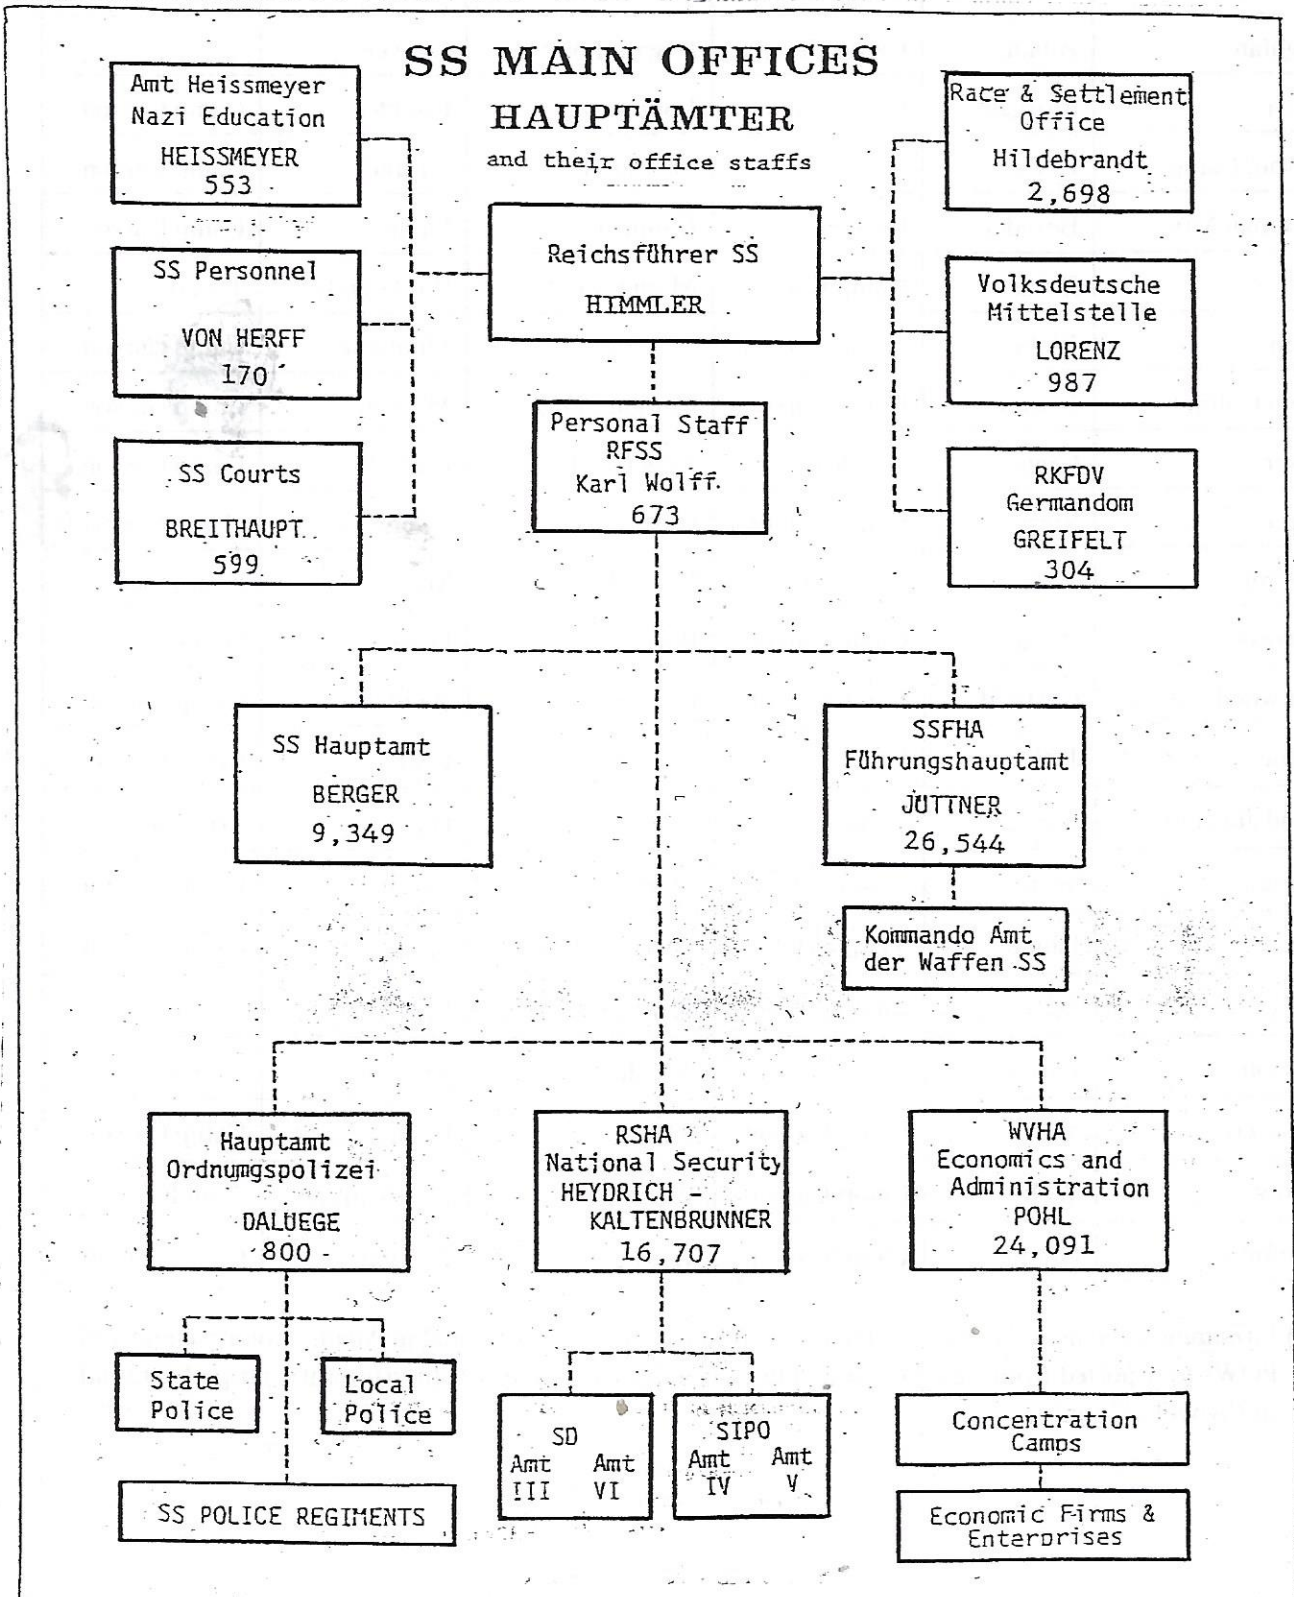 SS MAIN OFFICES
HAUPTÄMTER
and their office staffs
Amt Heissmeyer
Nazi Education
HEISSMEYER
553
SS Personnel
VON HERFF
170
SS Courts
BREITHAUPT
599
Reichsführer SS
HIMMLER
Personal Staff
RFSS
Karl Wolff
673
Race & Settlement
Office
Hildebrandt
2,698
Volksdeutsche
Mittelstelle
LORENZ
987
RKFDV
Germandom
GREIFELT
304
SS Hauptamt
BERGER
9,349
SSFHA
Führungshauptamt
JUTTNER
26,544
Kommando Amt
der Waffen SS
Hauptamt
Ordnumgspolizei
DALUEGE
800
RSHA
National Security
HEYDRICH -
KALTENBRUNNER
16,707
WVHA
Economics and
Administration
POHL
24,091
State
Police
Local
Police
SS POLICE REGIMENTS
SD
Amt Amt
III VI
SIPO
Amt Amt
IV V
Concentration
Camps
Economic Firms &
Enterprises